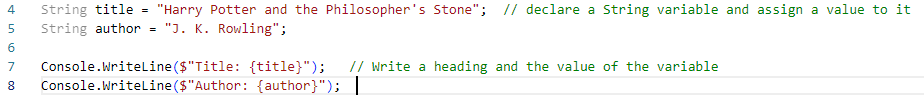 4 String title = "Harry Potter and the Philosopher's Stone";  // declare a String variable and assign a value to it
5 String author = "J. K. Rowling";
6
7 Console.WriteLine($"Title: {title}");   // Write a heading and the value of the variable
8 Console.WriteLine($"Author: {author}");